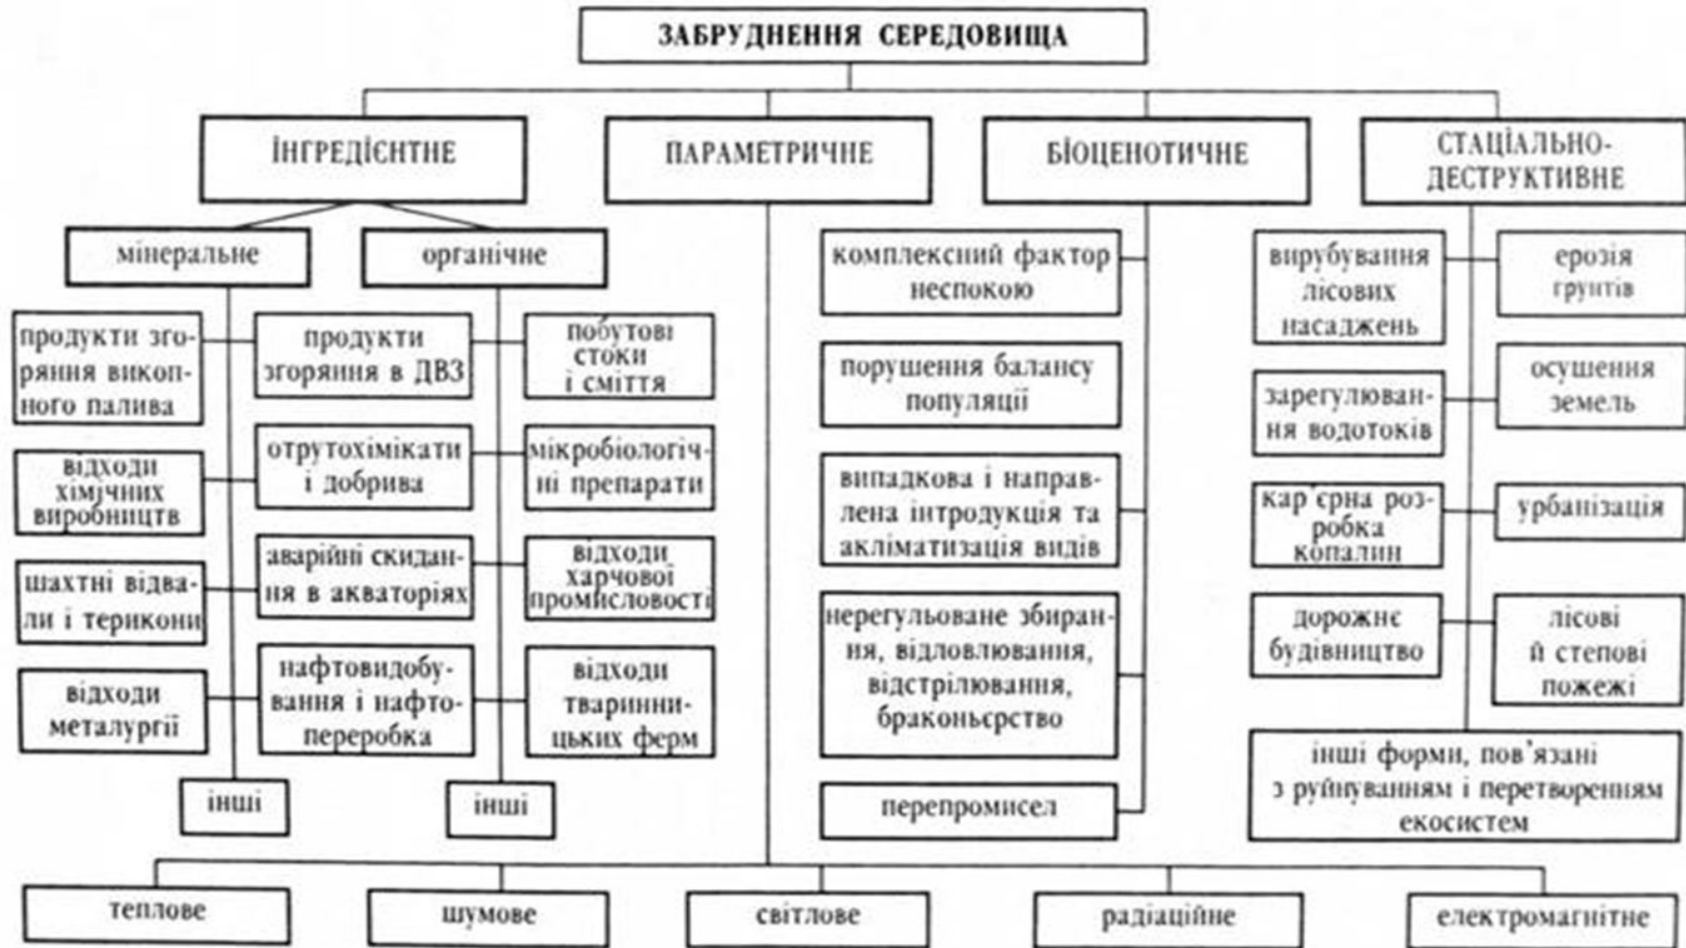 ЗАБРУДНЕННЯ СЕРЕДОВИЩА
ІНГРЕДІЄНТНЕ
ПАРАМЕТРИЧНЕ
БІОЦЕНОТИЧНЕ
СТАЦІАЛЬНО-
ДЕСТРУКТИВНЕ
мінеральне
органічне
продукти зго-
ряння викоп-
ного палива
відходи
хімічних
виробництв
шахтні відва-
ли і терикони
відходи
металургії
інші
продукти
згоряння в ДВЗ
отрутохімікати
і добрива
аварійні скидан-
ня в акваторіях
нафтовидобу-
вання і нафто-
переробка
побутові
стоки
і сміття
мікробіологіч-
ні препарати
відходи
харчової
промисловості
відходи
тваринни-
цьких ферм
інші
комплексний фактор
неспокою
порушення балансу
популяції
випадкова і направ-
лена інтродукція та
акліматизація видів
нерегульоване збиран-
ня, відловлювання,
відстрілювання,
браконьєрство
перепромисел
вирубування
лісових
насаджень
зарегулюван-
ня водотоків
кар'єрна роз-
робка
копалин
дорожнє
будівництво
ерозія
грунтів
осушення
земель
урбанізація
лісові
й степові
пожежі
інші форми, пов'язані
з руйнуванням і перетворенням
екосистем
теплове
шумове
світлове
радіаційне
електромагнітне